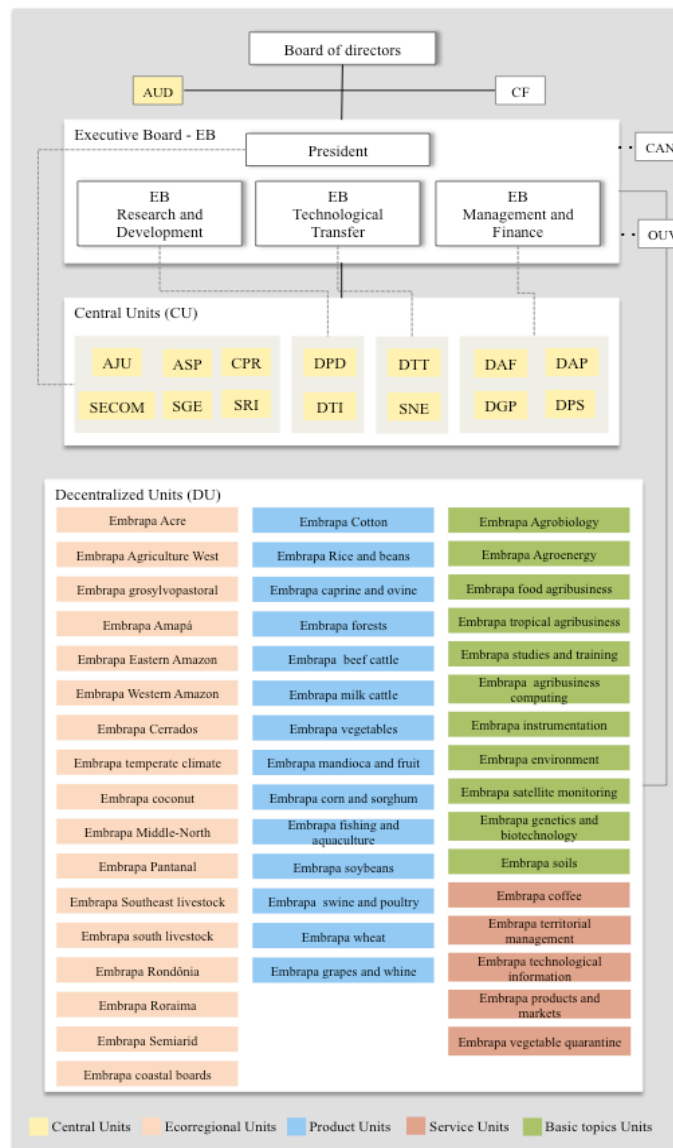 Board of directors
AUD
CF
Executive Board - EB
President
CAN
EB
Research and
Development
EB
Technological
Transfer
EB
Management and
Finance
OUV
Central Units (CU)
AJU
ASP
CPR
DPD
DTT
DAF
DAP
SECOM
SGE
SRI
DTI
SNE
DGP
DPS
Decentralized Units (DU)
Embrapa Acre
Embrapa Agriculture West
Embrapa grosylvopastoral
Embrapa Amapá
Embrapa Eastern Amazon
Embrapa Western Amazon
Embrapa Cerrados
Embrapa temperate climate
Embrapa coconut
Embrapa Middle-North
Embrapa Pantanal
Embrapa Southeast livestock
Embrapa south livestock
Embrapa Rondônia
Embrapa Roraima
Embrapa Semiarid
Embrapa coastal boards
Embrapa Cotton
Embrapa Rice and beans
Embrapa caprine and ovine
Embrapa forests
Embrapa beef cattle
Embrapa milk cattle
Embrapa vegetables
Embrapa mandioca and fruit
Embrapa corn and sorghum
Embrapa fishing and
aquaculture
Embrapa soybeans
Embrapa swine and poultry
Embrapa wheat
Embrapa grapes and whine
Embrapa Agrobiology
Embrapa Agroenergy
Embrapa food agribusiness
Embrapa tropical agribusiness
Embrapa studies and training
Embrapa agribusiness
computing
Embrapa instrumentation
Embrapa environment
Embrapa satellite monitoring
Embrapa genetics and
biotechnology
Embrapa soils
Embrapa coffee
Embrapa territorial
management
Embrapa technological
information
Embrapa products and
markets
Embrapa vegetable quarantine
Central Units
Ecorregional Units
Product Units
Service Units
Basic topics Units